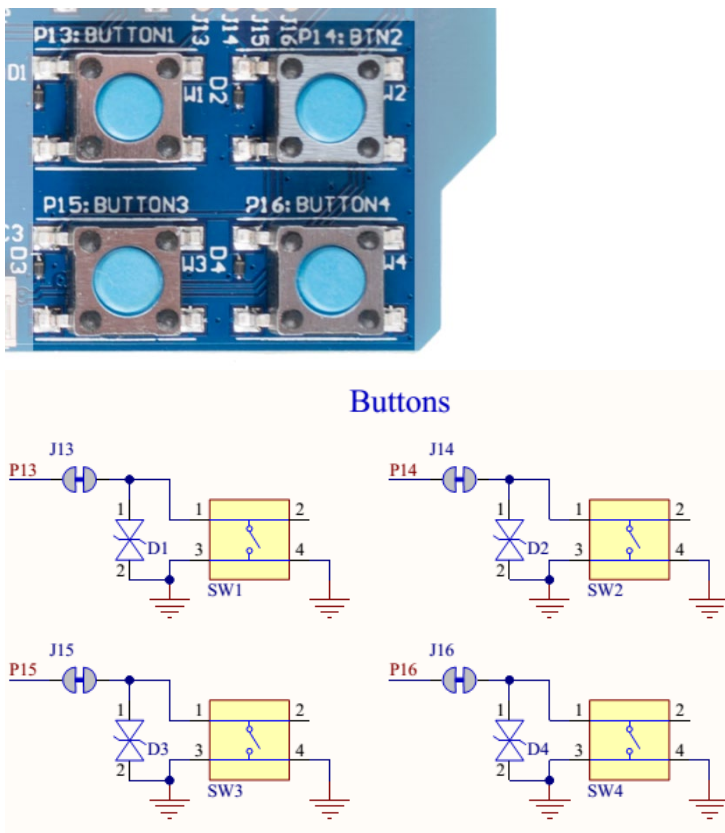 P13:BUTTON1
J13
J14
J15
J16
P14: BTN2
D1
W1
D2
W2
P15:BUTTON3
P16:BUTTON4
C3
D3
W3
D4
W4
Buttons
J13
P13
1 1 2
D1
2 3 4
SW1
J14
P14
1 1 2
D2
2 3 4
SW2
J15
P15
1 1 2
D3
2 3 4
SW3
J16
P16
1 1 2
D4
2 3 4
SW4